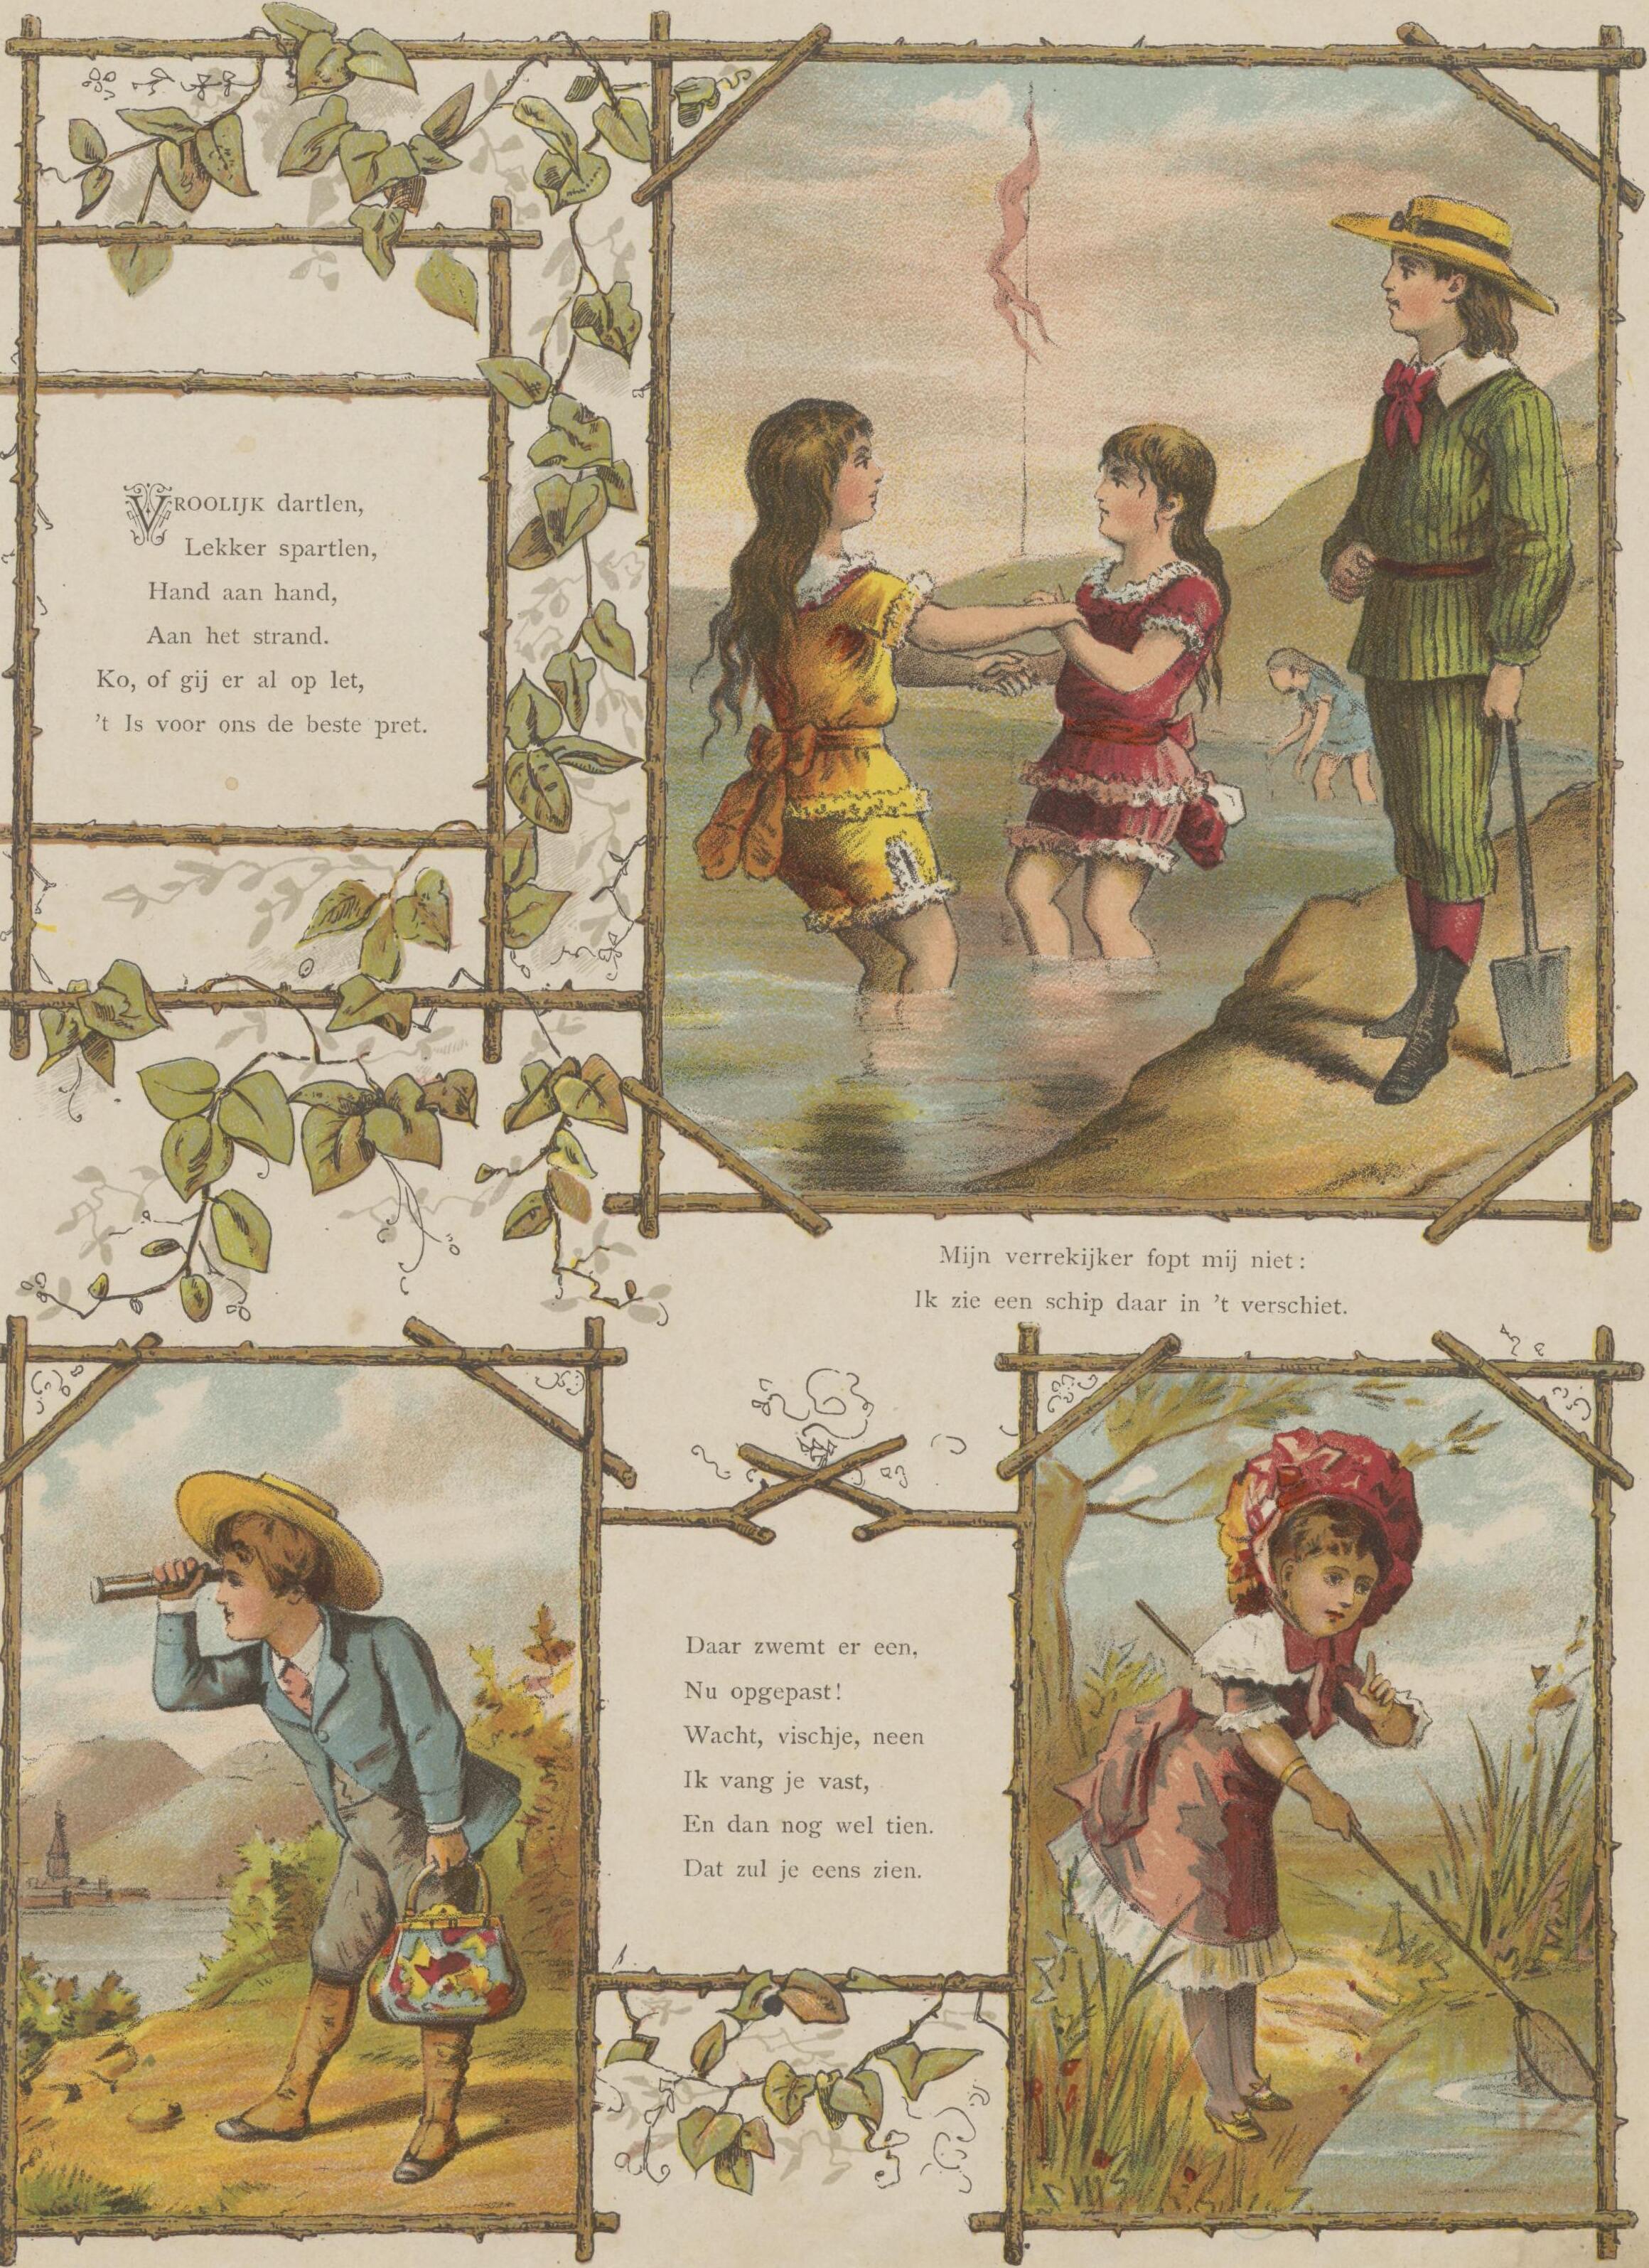 VROOLIJK dartlen,
Lekker spartlen,
Hand aan hand,
Aan het strand.
Ko, of gij er al op let,
't Is voor ons de beste pret.
Mijn verrekijker fopt mij niet:
Ik zie een schip daar in 't verschiet.
Daar zwemt er een,
Nu opgepast!
Wacht, vischje, neen
Ik vang je vast,
En dan nog wel tien.
Dat zul je eens zien.